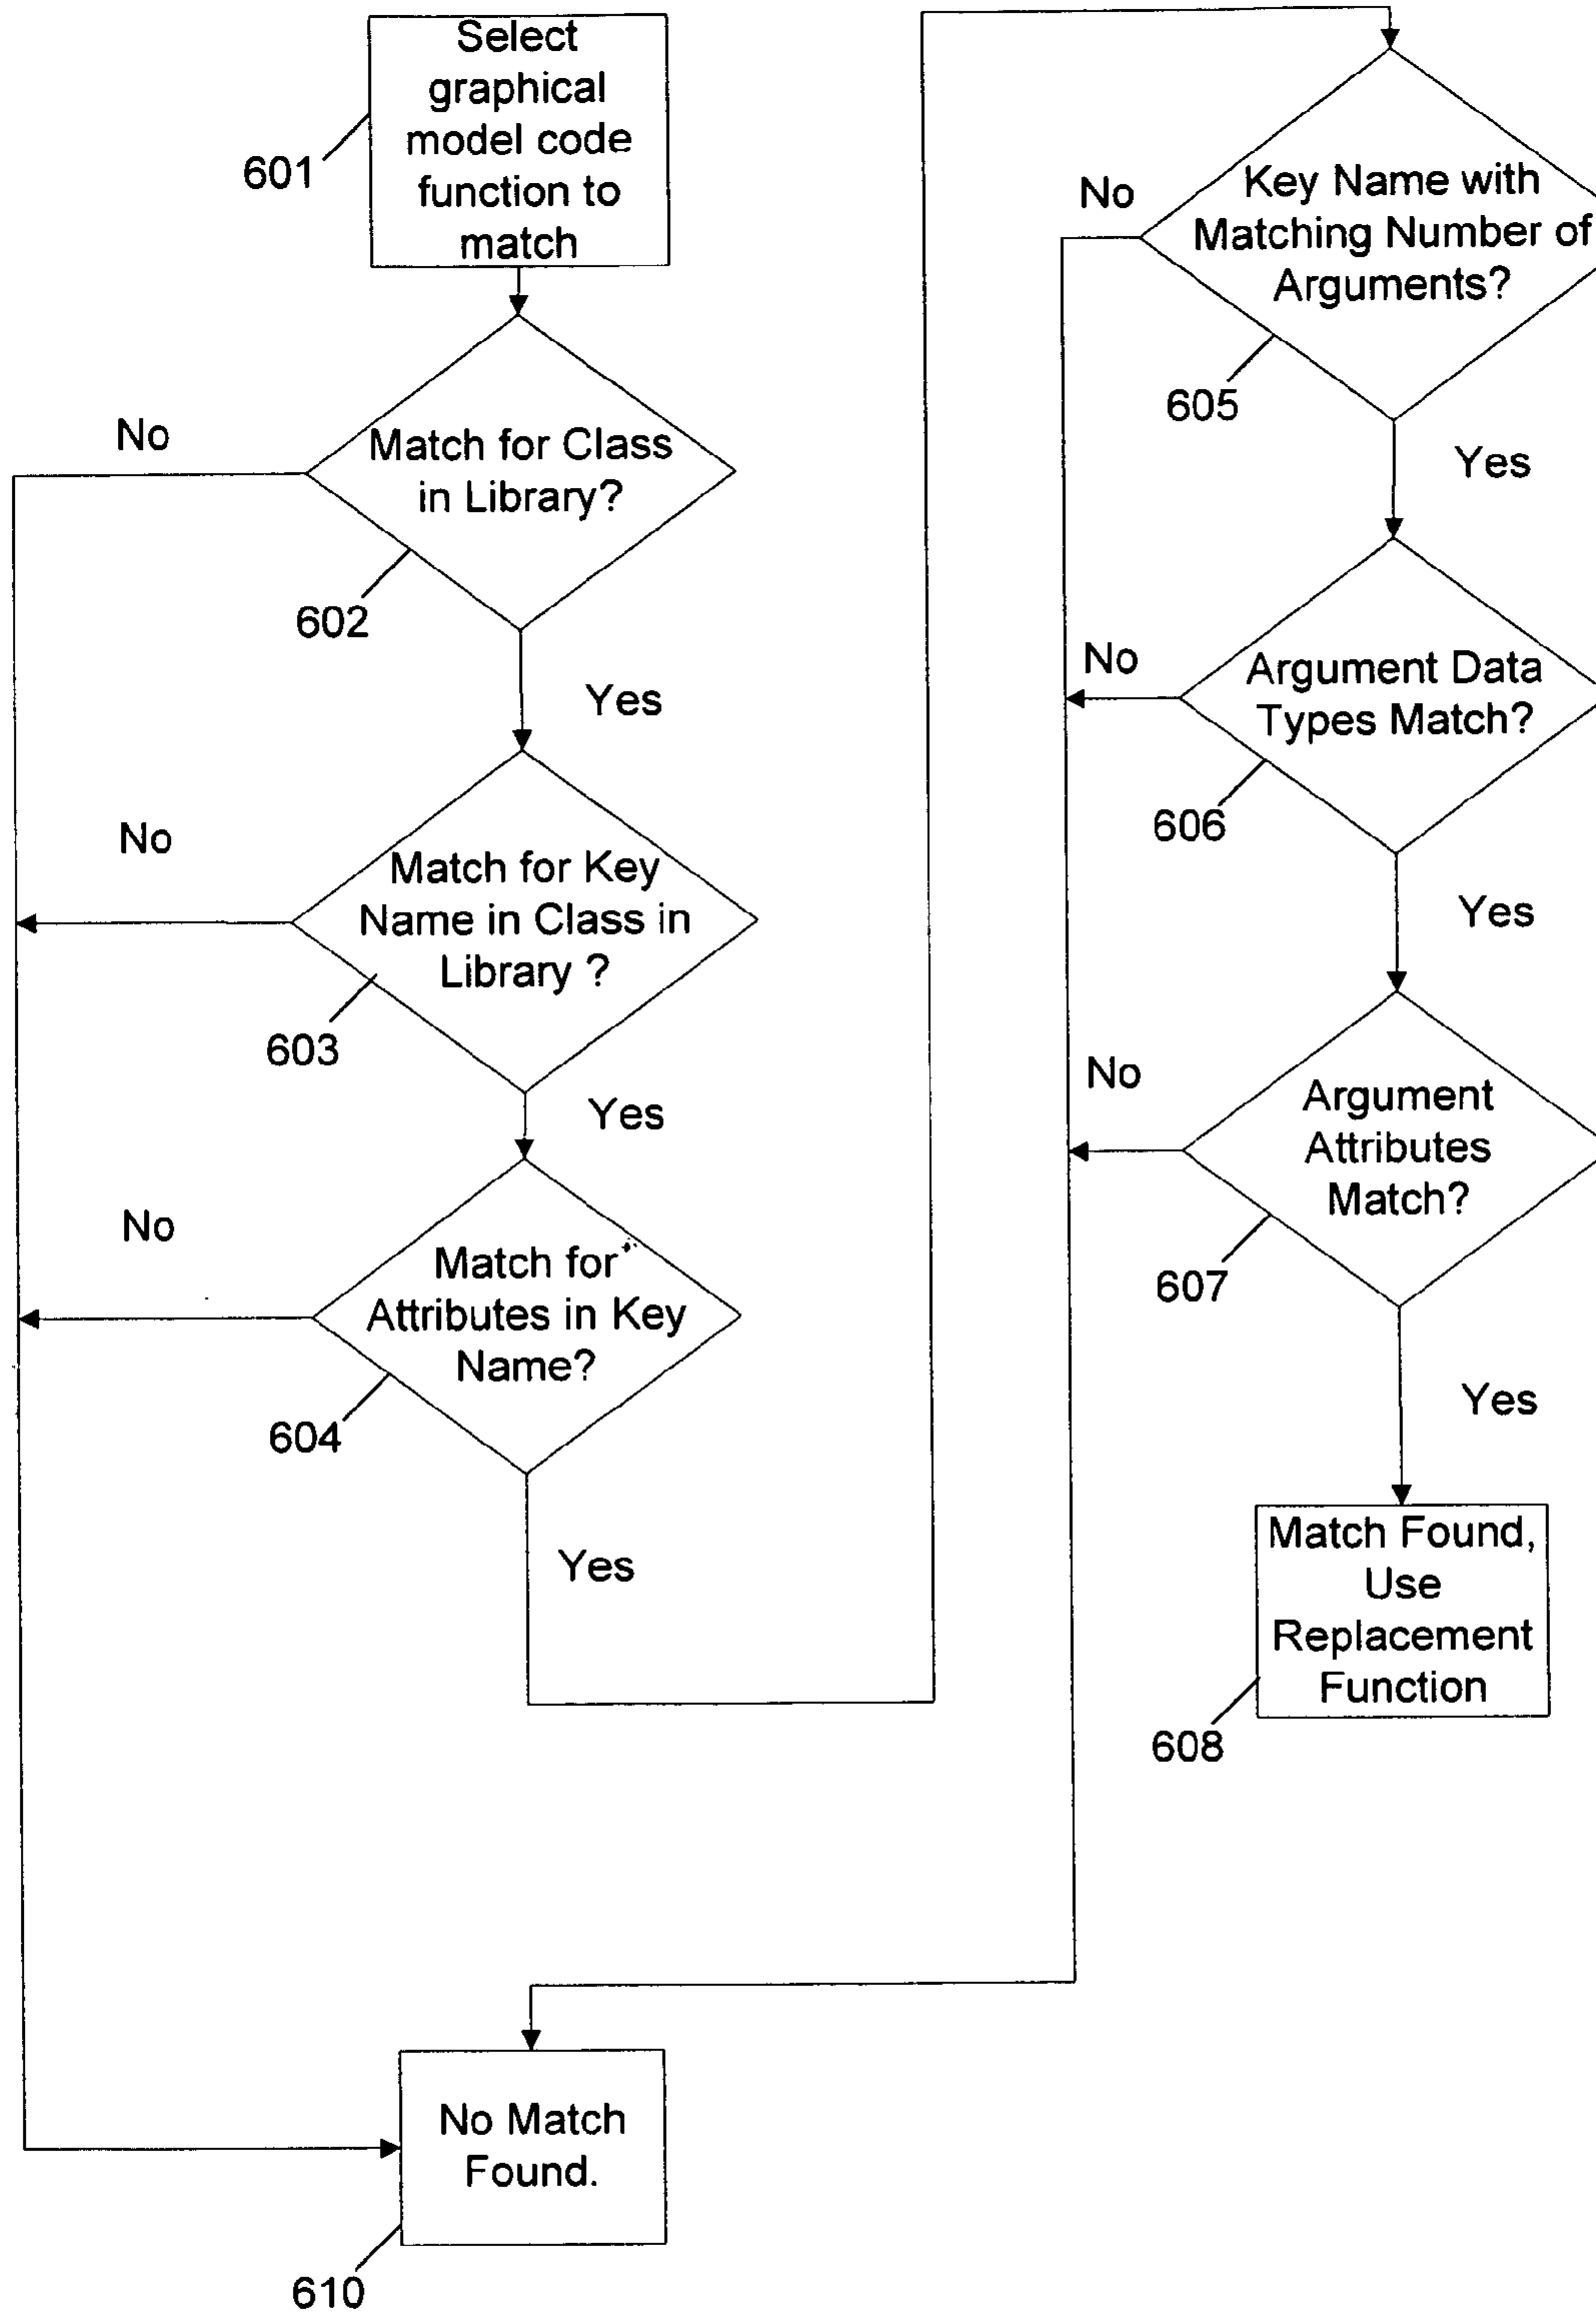 Select
graphical
model code
function to
match
601
No
Match for Class
in Library?
602
Yes
No
Match for Key
Name in Class in
Library ?
603
Yes
No
Match for
Attributes in Key
Name?
604
Yes
No
Key Name with
Matching Number of
Arguments?
605
Yes
No
Argument Data
Types Match?
606
Yes
No
Argument
Attributes
Match?
607
Yes
Match Found,
Use
Replacement
Function
608
No Match
Found.
610